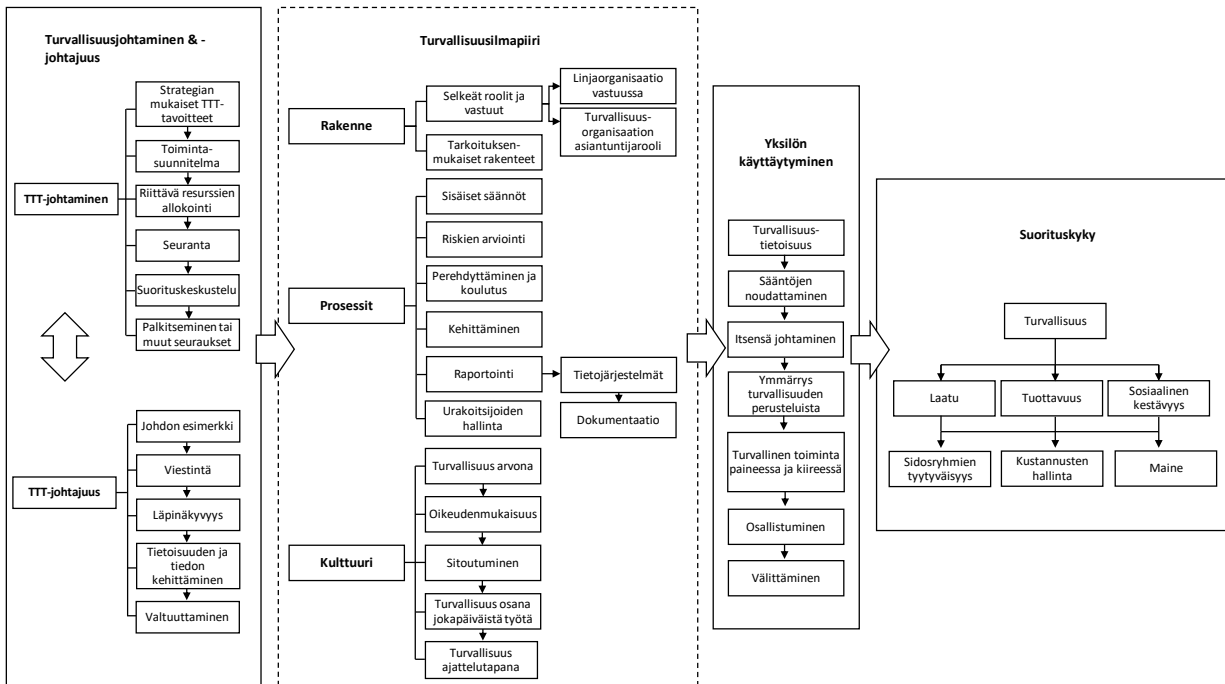 Turvallisuusjohtaminen & -
johtajuus
TTT-johtaminen
Strategian
mukaiset TTT-
tavoitteet
Toiminta-
suunnitelma
Riittävä resurssien
allokointi
Seuranta
Suorituskeskustelu
Palkitseminen tai
muut seuraukset
TTT-johtajuus
Johdon esimerkki
Viestintä
Läpinäkyvyys
Tietoisuuden ja
tiedon
kehittäminen
Valtuuttaminen
Turvallisuusilmapiiri
Rakenne
Selkeät roolit ja
vastuut
Linjaorganisaatio
vastuussa
Turvallisuus-
organisaation
asiantuntijarooli
Tarkoituksen-
mukaiset rakenteet
Prosessit
Sisäiset säännöt
Riskien arviointi
Perehdyttäminen ja
koulutus
Kehittäminen
Raportointi
Tietojärjestelmät
Dokumentaatio
Urakoitsijoiden
hallinta
Kulttuuri
Turvallisuus arvona
Oikeudenmukaisuus
Sitoutuminen
Turvallisuus osana
jokapäiväistä työtä
Turvallisuus
ajattelutapana
Yksilön
käyttäytyminen
Turvallisuus-
tietoisuus
Sääntöjen
noudattaminen
Itsensä johtaminen
Ymmärrys
turvallisuuden
perusteluista
Turvallinen toiminta
paineessa ja kiireessä
Osallistuminen
Välittäminen
Suorituskyky
Turvallisuus
Laatu
Tuottavuus
Sosiaalinen
kestävyys
Sidosryhmien
tyytyväisyys
Kustannusten
hallinta
Maine